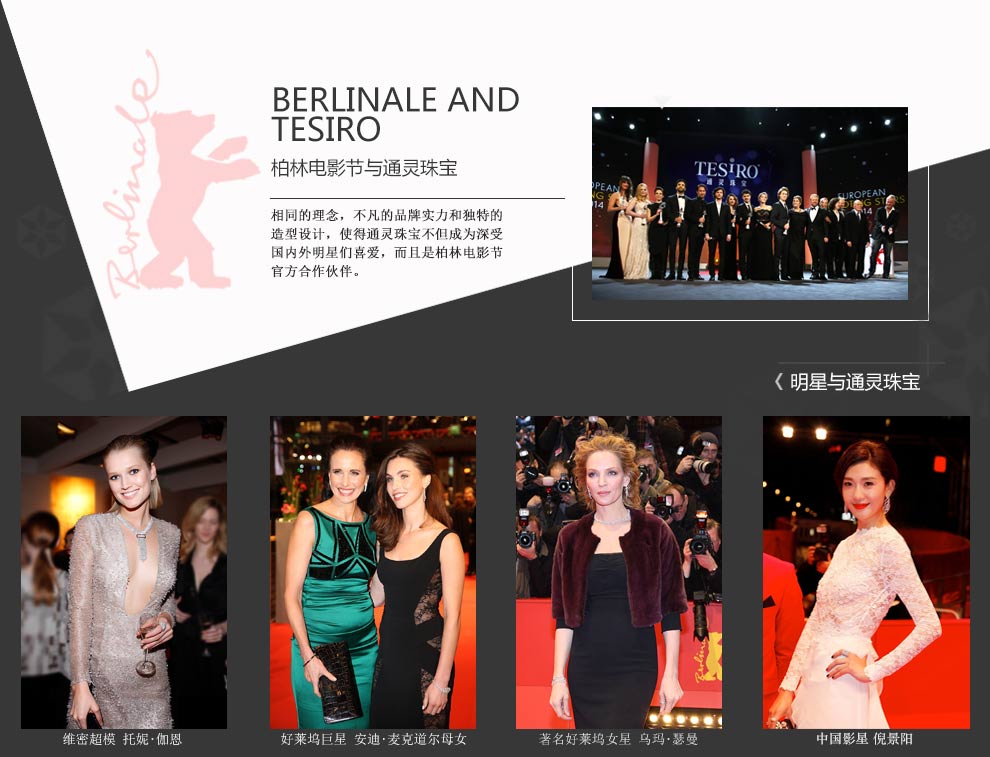 Berlinale
BERLINALE AND
TESIRO
柏林电影节与通灵珠宝
相同的理念，不凡的品牌实力和独特的
造型设计，使得通灵珠宝不但成为深受
国内外明星们喜爱，而且是柏林电影节
官方合作伙伴。
TESIRO
通灵珠宝
EUROPEAN
STARS
2014
《 明星与通灵珠宝
Berlinale
维密超模 托妮·伽恩
好莱坞巨星 安迪·麦克道尔母女
著名好莱坞女星 乌玛·瑟曼
中国影星 倪景阳